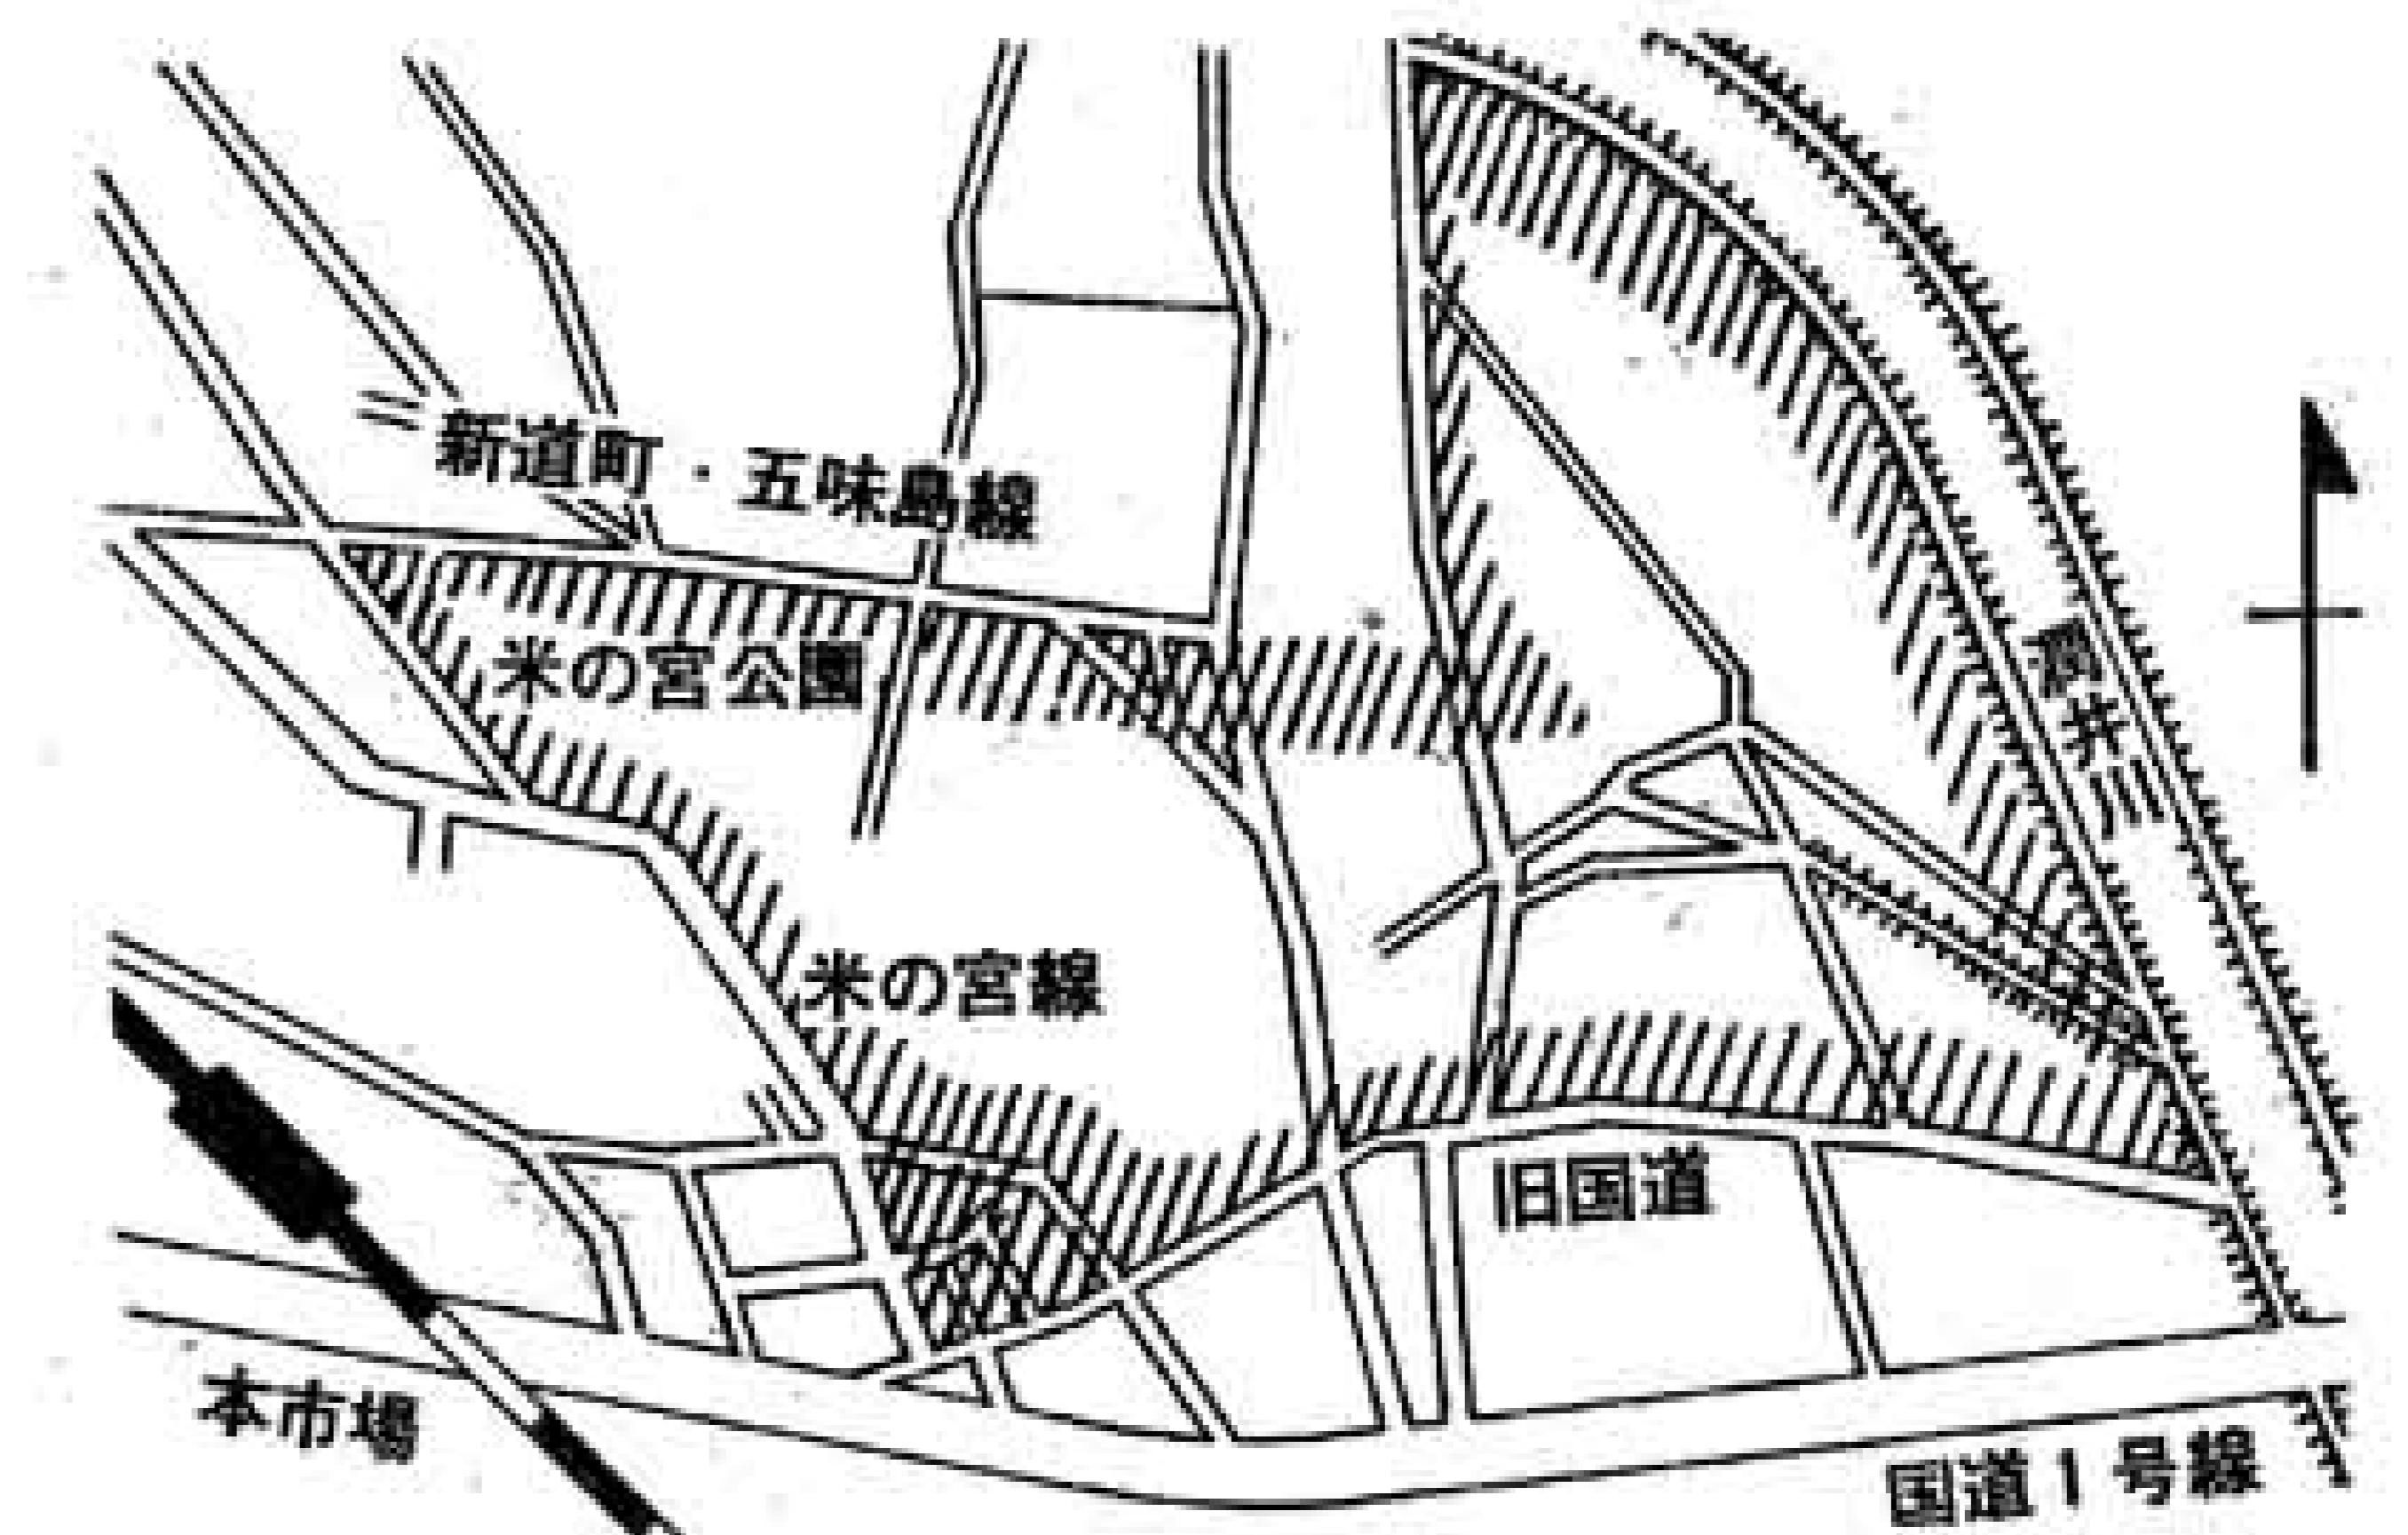 新道町・五味島線
米の宮公園
米の宮線
旧国道
本市場
国道1号線